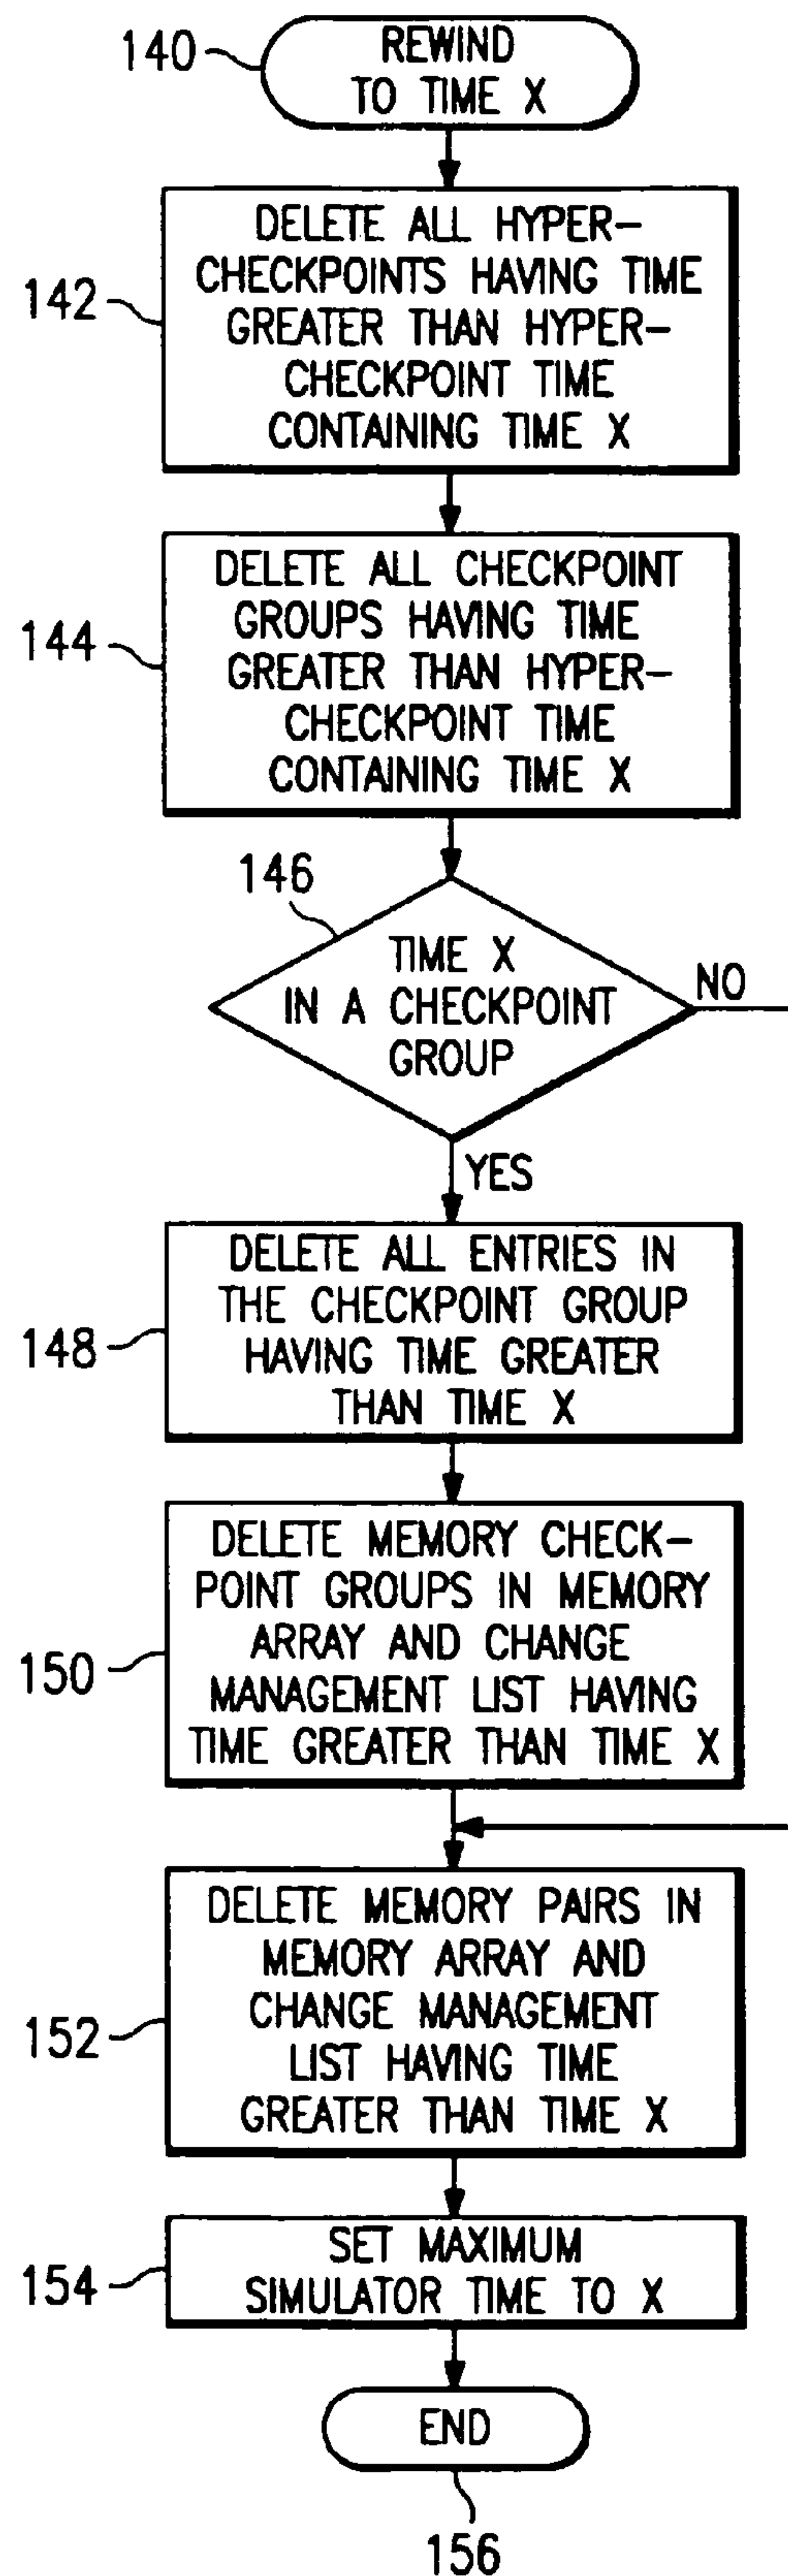 140
REWIND
TO TIME X
142
DELETE ALL HYPER-
CHECKPOINTS HAVING TIME
GREATER THAN HYPER-
CHECKPOINT TIME
CONTAINING TIME X
144
DELETE ALL CHECKPOINT
GROUPS HAVING TIME
GREATER THAN HYPER-
CHECKPOINT TIME
CONTAINING TIME X
146
TIME X
IN A CHECKPOINT
GROUP
NO
YES
148
DELETE ALL ENTRIES IN
THE CHECKPOINT GROUP
HAVING TIME GREATER
THAN TIME X
150
DELETE MEMORY CHECK-
POINT GROUPS IN MEMORY
ARRAY AND CHANGE
MANAGEMENT LIST HAVING
TIME GREATER THAN TIME X
152
DELETE MEMORY PAIRS IN
MEMORY ARRAY AND
CHANGE MANAGEMENT
LIST HAVING TIME
GREATER THAN TIME X
154
SET MAXIMUM
SIMULATOR TIME TO X
END
156